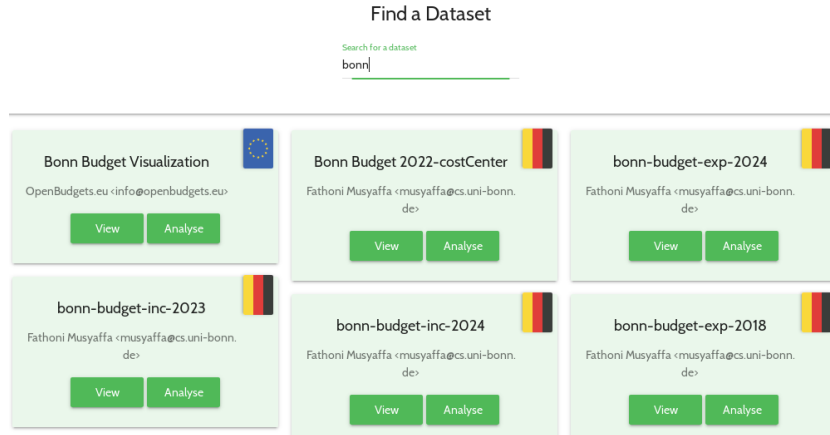 Find a Dataset
Search for a dataset
bonn
Bonn Budget Visualization
OpenBudgets.eu <info@openbudgets.eu>
View Analyse
Bonn Budget 2022-costCenter
Fathoni Musyaffa <musyaffa@cs.uni-bonn.
de>
View Analyse
bonn-budget-exp-2024
Fathoni Musyaffa <musyaffa@cs.uni-bonn.
de>
View Analyse
bonn-budget-inc-2023
Fathoni Musyaffa <musyaffa@cs.uni-bonn.
de>
View Analyse
bonn-budget-inc-2024
Fathoni Musyaffa <musyaffa@cs.uni-bonn.
de>
View Analyse
bonn-budget-exp-2018
Fathoni Musyaffa <musyaffa@cs.uni-bonn.
de>
View Analyse